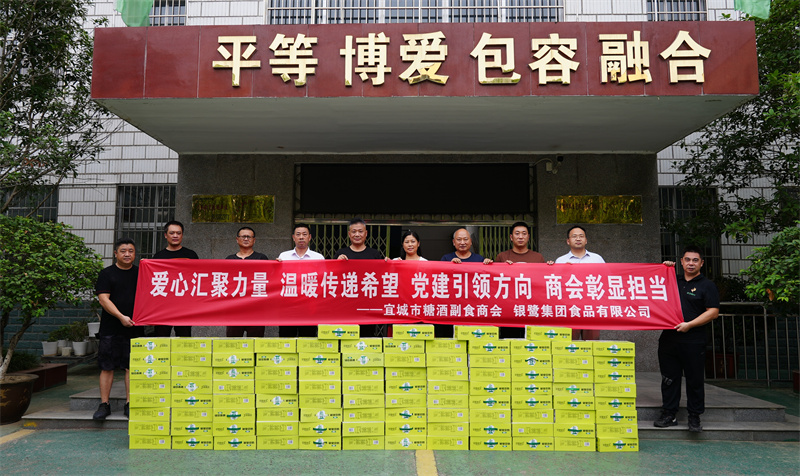 平等 博爱 包容 融合
爱心汇聚力量 温暖传递希望 党建引领方向 商会彰显担当
——宜城市糖酒副食商会 银鹭集团食品有限公司